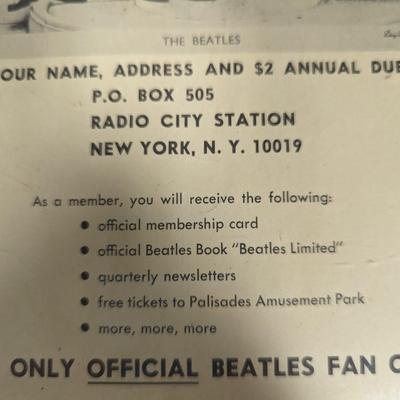 THE BEATLES
OUR NAME, ADDRESS AND $2 ANNUAL DUE
P.O. BOX 505
RADIO CITY STATION
NEW YORK, N. Y. 10019
As a member, you will receive the following:
● official membership card
● official Beatles Book "Beatles Limited"
● quarterly newsletters
● free tickets to Palisades Amusement Park
● more, more, more
ONLY OFFICIAL BEATLES FAN C